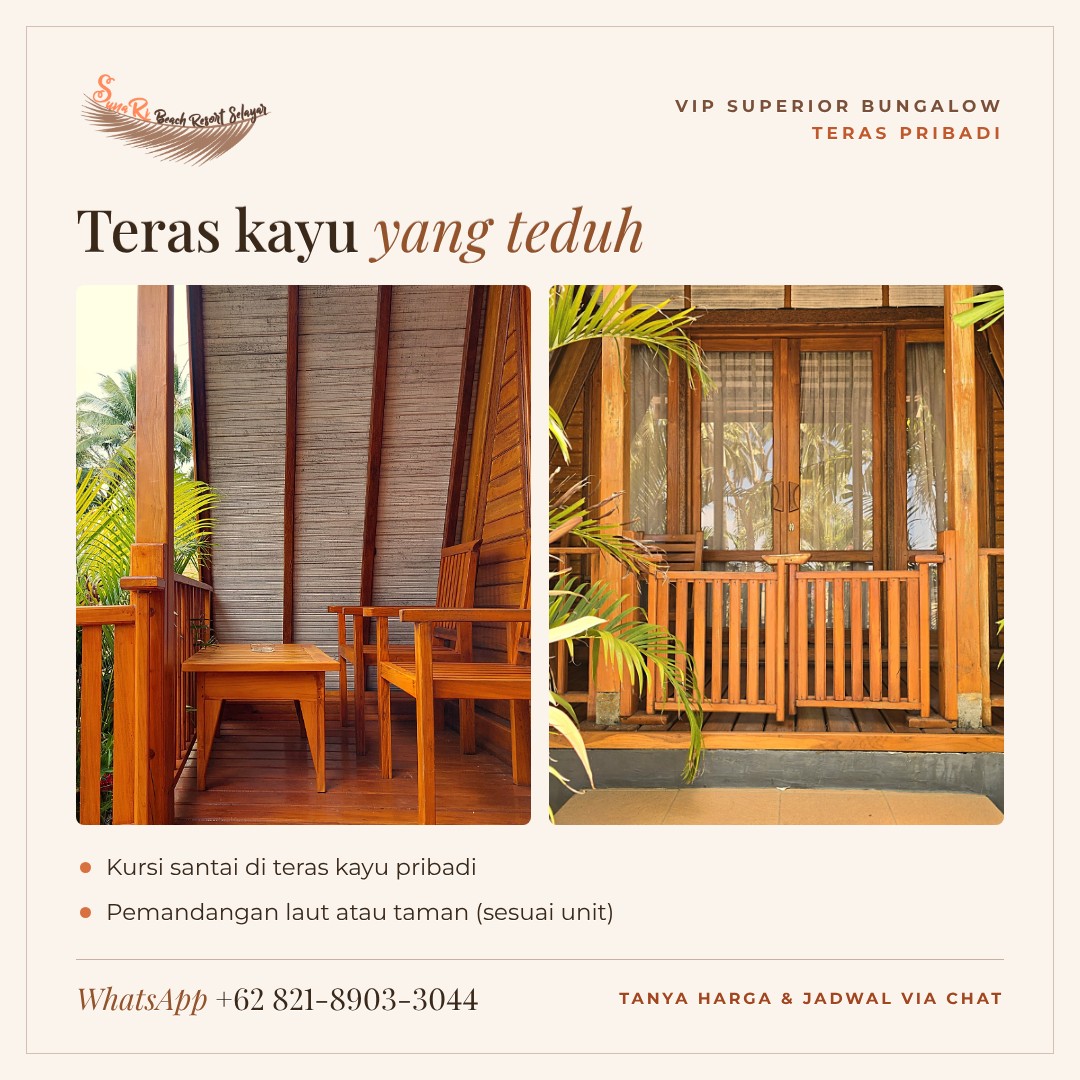 SunaRi Beach Resort Selayar
VIP SUPERIOR BUNGALOW
TERAS PRIBADI
Teras kayu yang teduh
Kursi santai di teras kayu pribadi
Pemandangan laut atau taman (sesuai unit)
WhatsApp +62 821-8903-3044
TANYA HARGA & JADWAL VIA CHAT